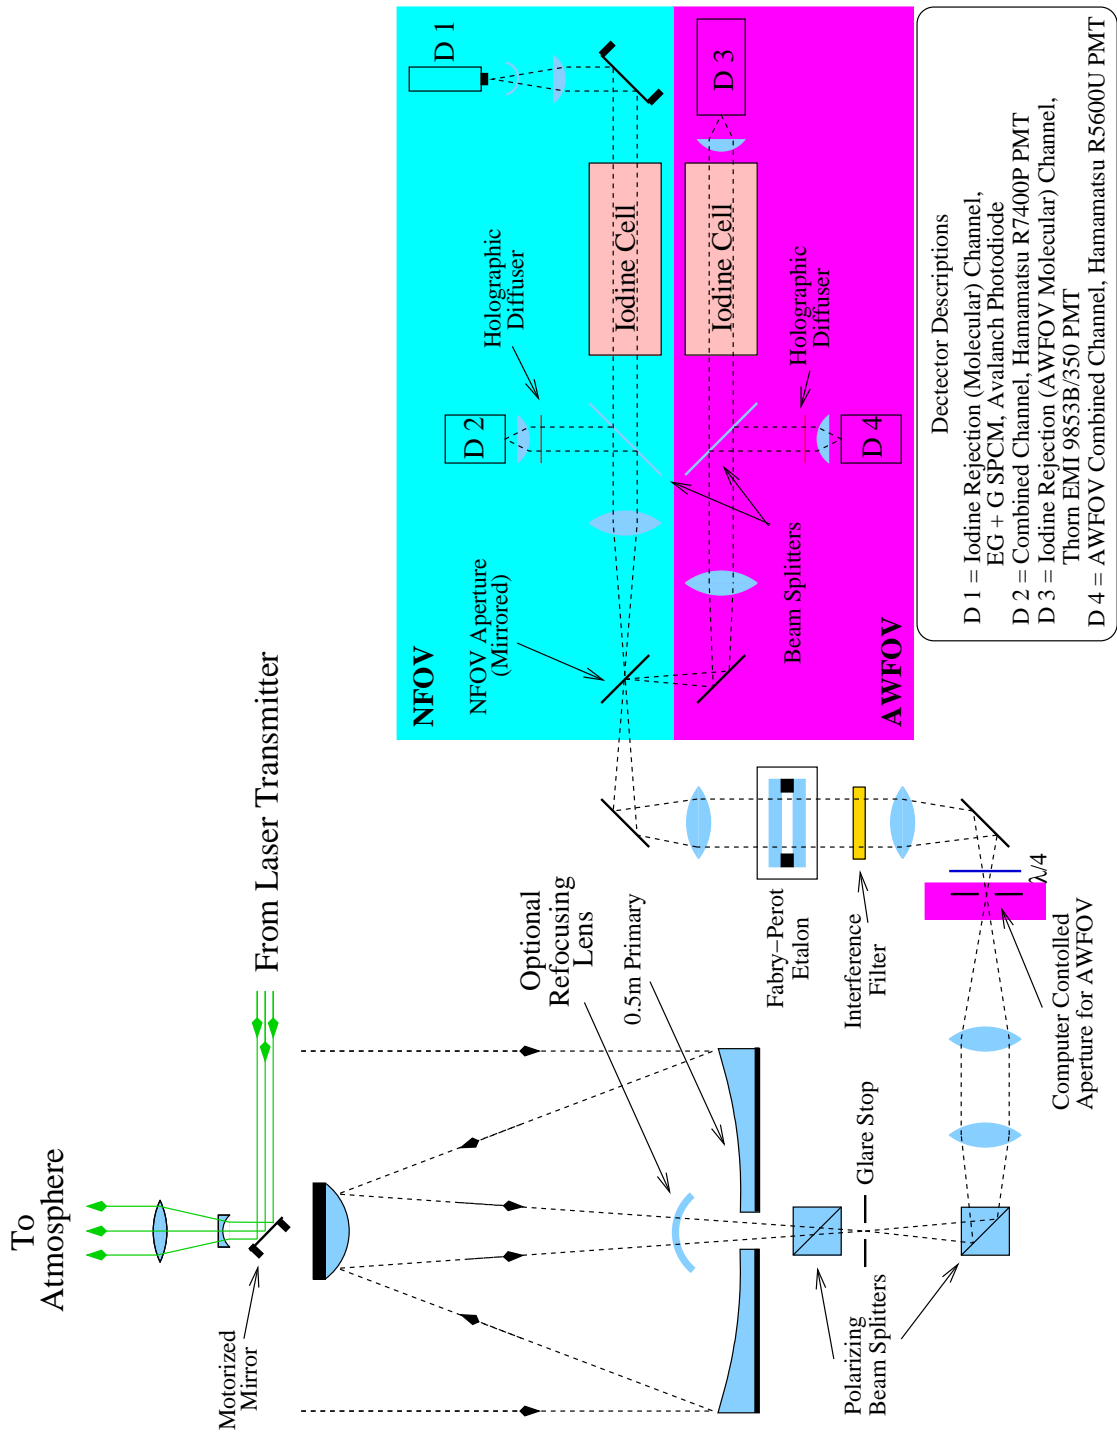 To
Atmosphere
From Laser Transmitter
Motorized
Mirror
Optional
Refocusing
Lens
0.5m Primary
Polarizing
Beam Splitters
Glare Stop
Computer Contolled
Aperture for AWFOV
λ/4
Interference
Filter
Fabry−Perot
Etalon
NFOV
NFOV Aperture
(Mirrored)
D 2
Holographic
Diffuser
Iodine Cell
D 1
AWFOV
Beam Splitters
D 4
Holographic
Diffuser
Iodine Cell
D 3
Dectector Descriptions
D 1 = Iodine Rejection (Molecular) Channel,
EG + G SPCM, Avalanch Photodiode
D 2 = Combined Channel, Hamamatsu R7400P PMT
D 3 = Iodine Rejection (AWFOV Molecular) Channel,
Thorn EMI 9853B/350 PMT
D 4 = AWFOV Combined Channel, Hamamatsu R5600U PMT